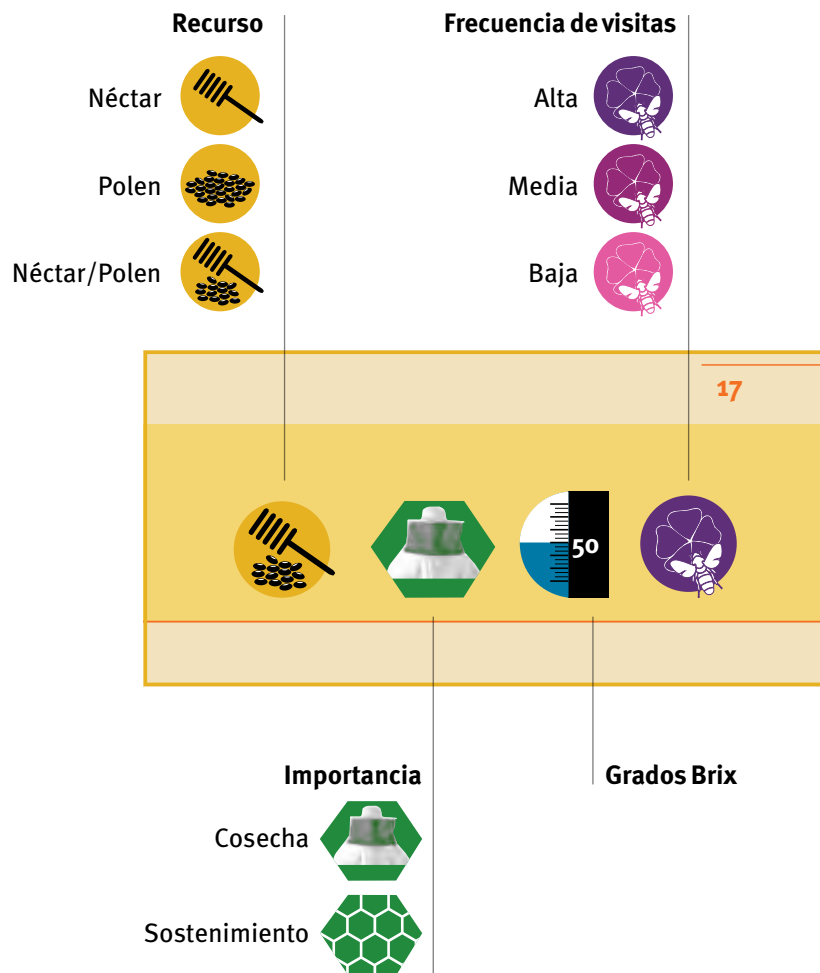 Recurso
Frecuencia de visitas
Néctar
Alta
Polen
Media
Néctar/Polen
Baja
17
50
Importancia
Grados Brix
Cosecha
Sostenimiento